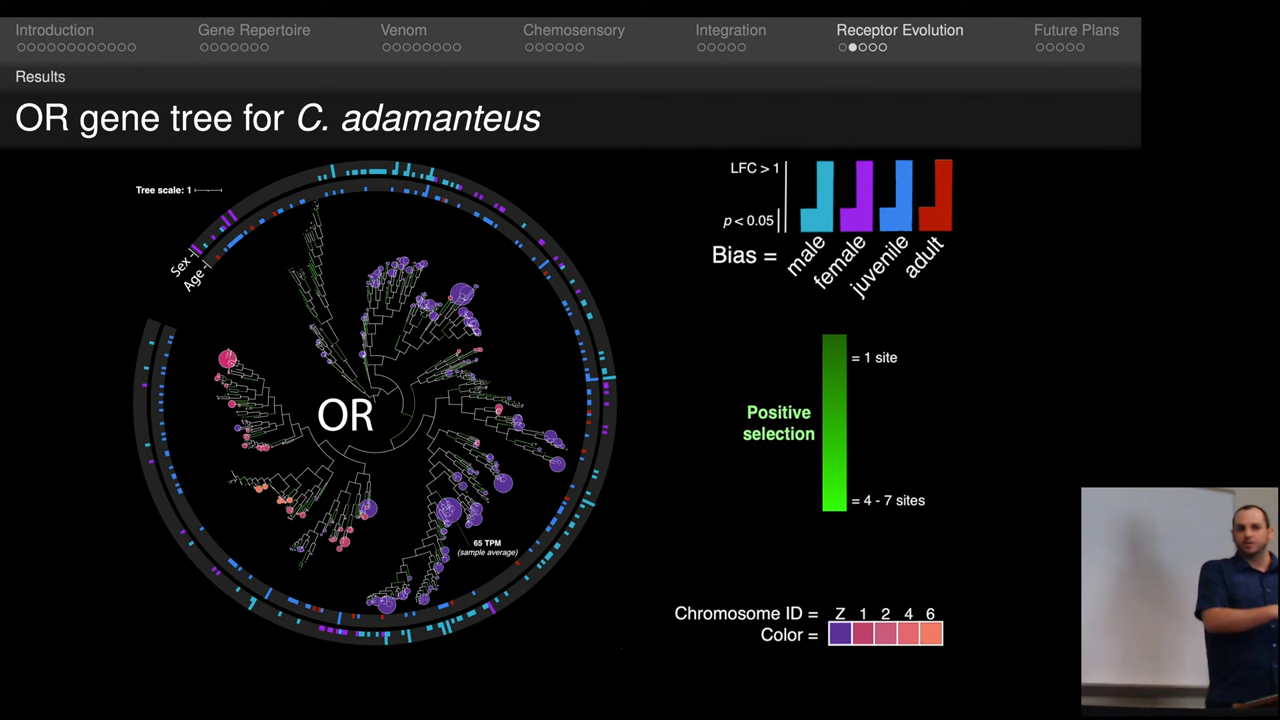 Introduction
Gene Repertoire
Venom
Chemosensory
Integration
Receptor Evolution
Future Plans
Results
OR gene tree for C. adamanteus
Tree scale: 1
Sex
Age
OR
65 TPM
(sample average)
LFC > 1
p < 0.05
Bias =
male
female
juvenile
adult
= 1 site
Positive
selection
= 4 - 7 sites
Chromosome ID = Z 1 2 4 6
Color =